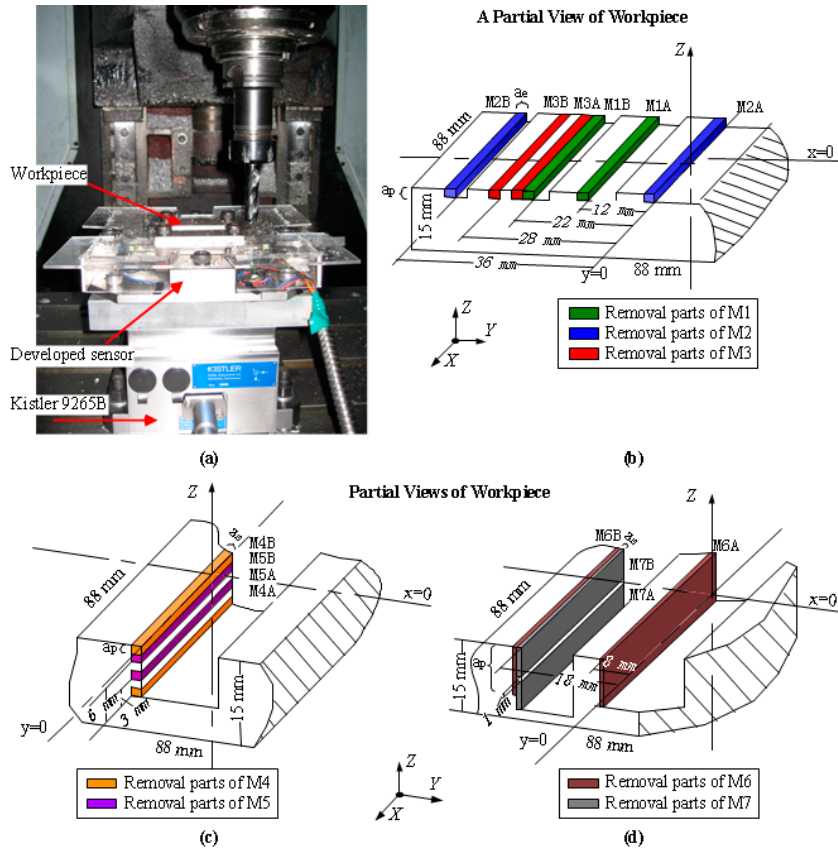 Workpiece
Developed sensor
Kistler 9265B
KISTLER
(a)
A Partial View of Workpiece
Z
M2B
ae
M3B
M3A
M1B
M1A
M2A
88 mm
x=0
ap
15 mm
12 mm
22 mm
28 mm
36 mm
y=0
88 mm
Z
Y
X
Removal parts of M1
Removal parts of M2
Removal parts of M3
(b)
Partial Views of Workpiece
Z
ae
M4B
M5B
M5A
M4A
88 mm
x=0
ap
15 mm
6 mm
3 mm
y=0
88 mm
Removal parts of M4
Removal parts of M5
(c)
Z
Y
X
Z
M6B
ae
M6A
M7B
M7A
88 mm
x=0
ap
15 mm
8 mm
18 mm
1 mm
y=0
88 mm
Removal parts of M6
Removal parts of M7
(d)